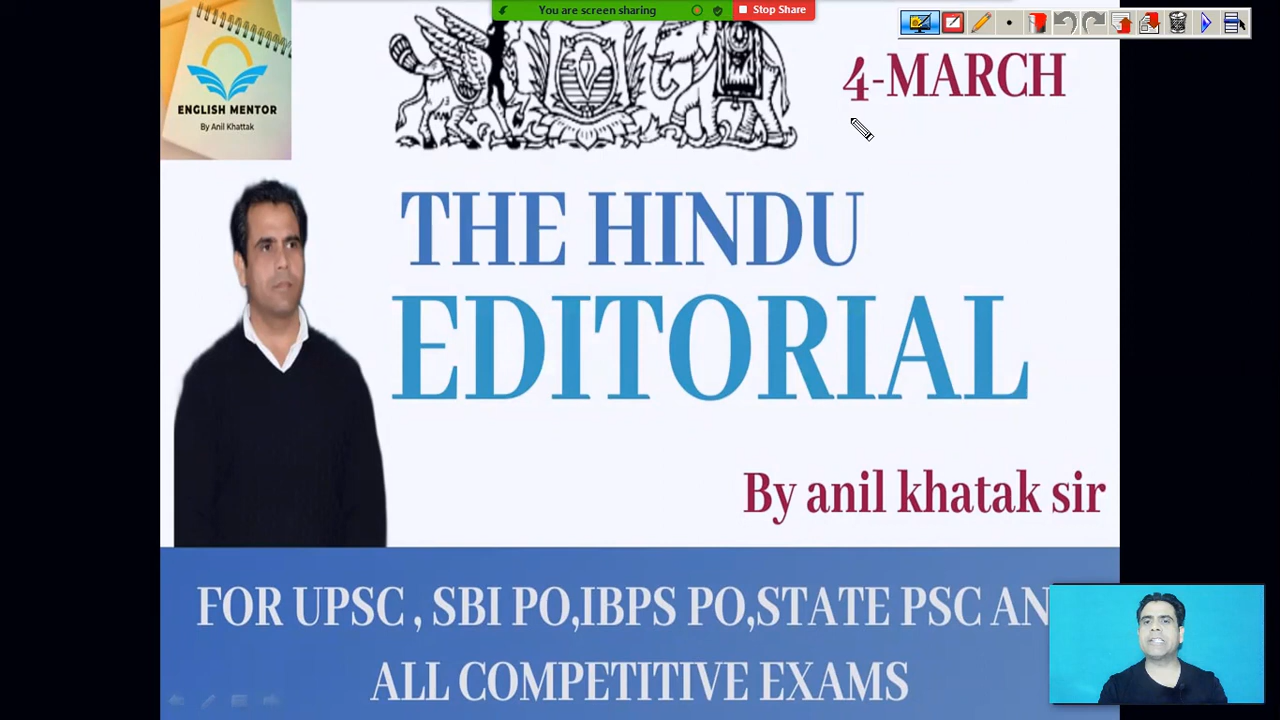 You are screen sharing
Stop Share
ENGLISH MENTOR
By Anil Khattak
4-MARCH
THE HINDU
EDITORIAL
By anil khatak sir
FOR UPSC , SBI PO,IBPS PO,STATE PSC AN
ALL COMPETITIVE EXAMS